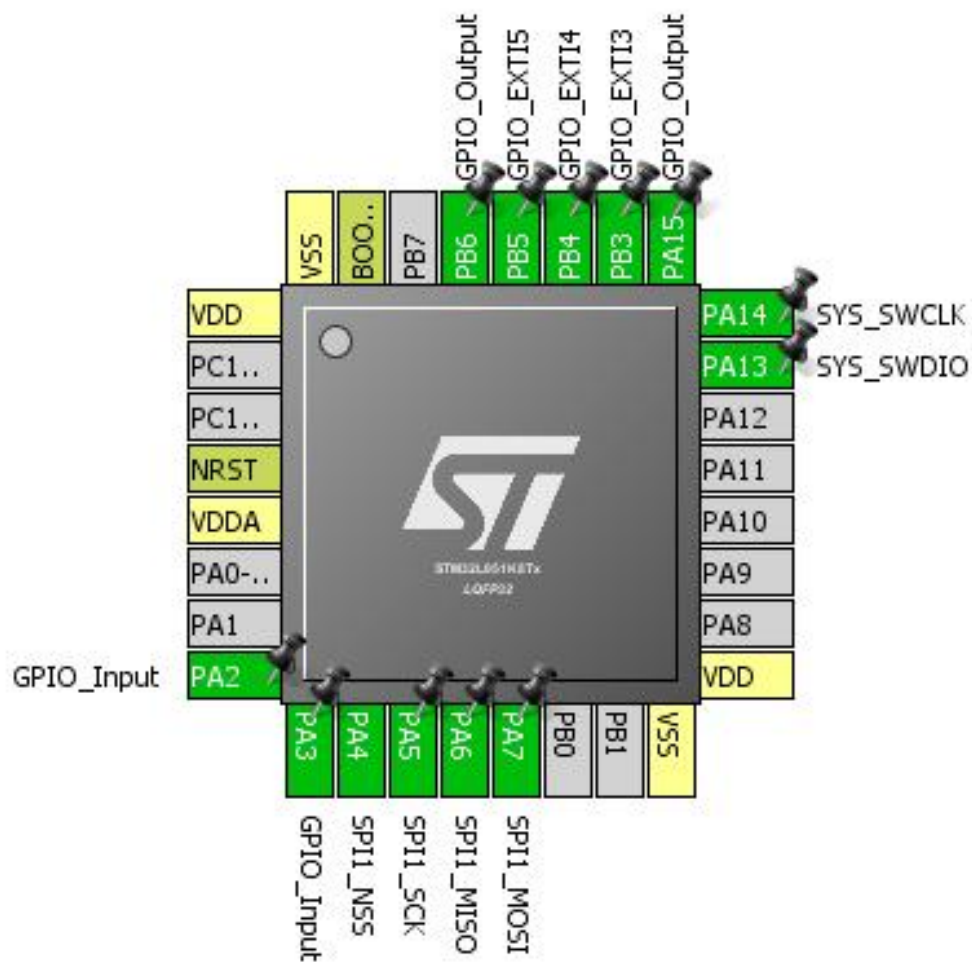 GPIO_Output
GPIO_EXTI5
GPIO_EXTI4
GPIO_EXTI3
GPIO_Output
VSS
BOO..
PB7
PB6
PB5
PB4
PB3
PA15
VDD
PC1..
PC1..
NRST
VDDA
PA0-..
PA1
GPIO_Input PA2
PA14 SYS_SWCLK
PA13 SYS_SWDIO
PA12
PA11
PA10
PA9
PA8
VDD
ST
LQFP32
PA3
PA4
PA5
PA6
PA7
PB0
PB1
VSS
GPIO_Input
SPI1_NSS
SPI1_SCK
SPI1_MISO
SPI1_MOSI